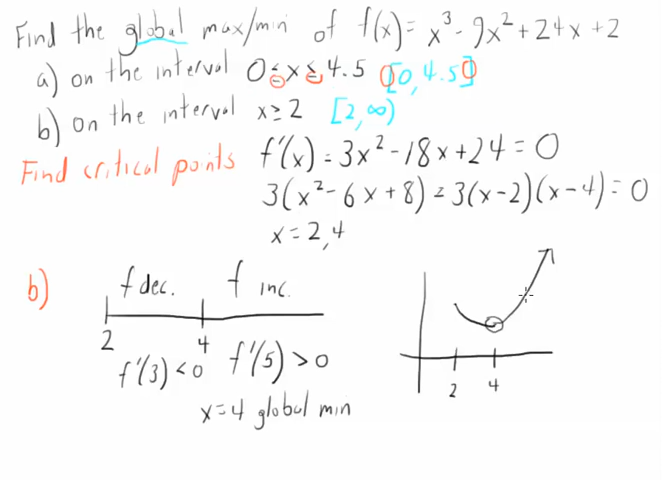 Find the global max/min of f(x) = x³ - 9x² + 24x + 2
a) on the interval 0 ≤ x ≤ 4.5 [0, 4.5]
b) on the interval x ≥ 2 [2, ∞)
Find critical points f'(x) = 3x² - 18x + 24 = 0
3(x² - 6x + 8) = 3(x - 2)(x - 4) = 0
x = 2, 4
b) f dec. f inc.
2 4
f'(3) < 0 f'(5) > 0
x = 4 global min
2 4